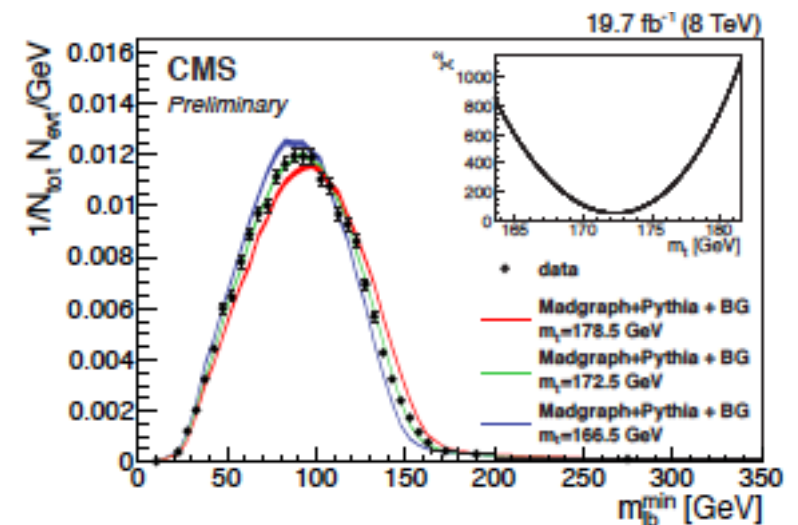 19.7 fb⁻¹ (8 TeV)
CMS
Preliminary
1/N_tot N_evt/GeV
0.016
0.014
0.012
0.01
0.008
0.006
0.004
0.002
0
0 50 100 150 200 250 300 350
m_lb^min [GeV]
χ²
1000
800
600
400
200
0
165 170 175 180
m_t [GeV]
data
Madgraph+Pythia + BG
m_t=178.5 GeV
Madgraph+Pythia + BG
m_t=172.5 GeV
Madgraph+Pythia + BG
m_t=166.5 GeV